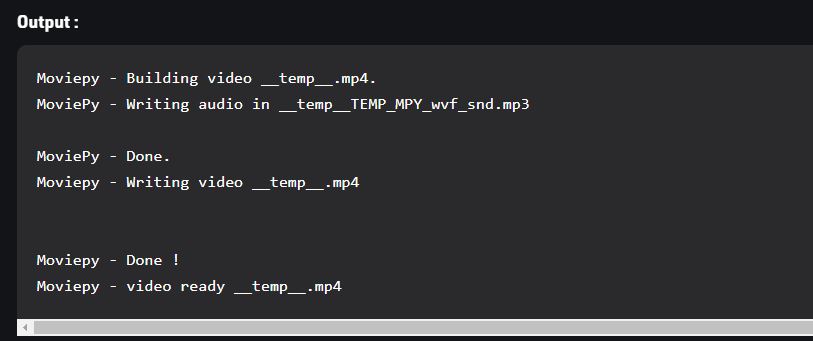 Output :
Moviepy - Building video __temp__.mp4.
MoviePy - Writing audio in __temp__TEMP_MPY_wvf_snd.mp3
MoviePy - Done.
Moviepy - Writing video __temp__.mp4
Moviepy - Done !
Moviepy - video ready __temp__.mp4